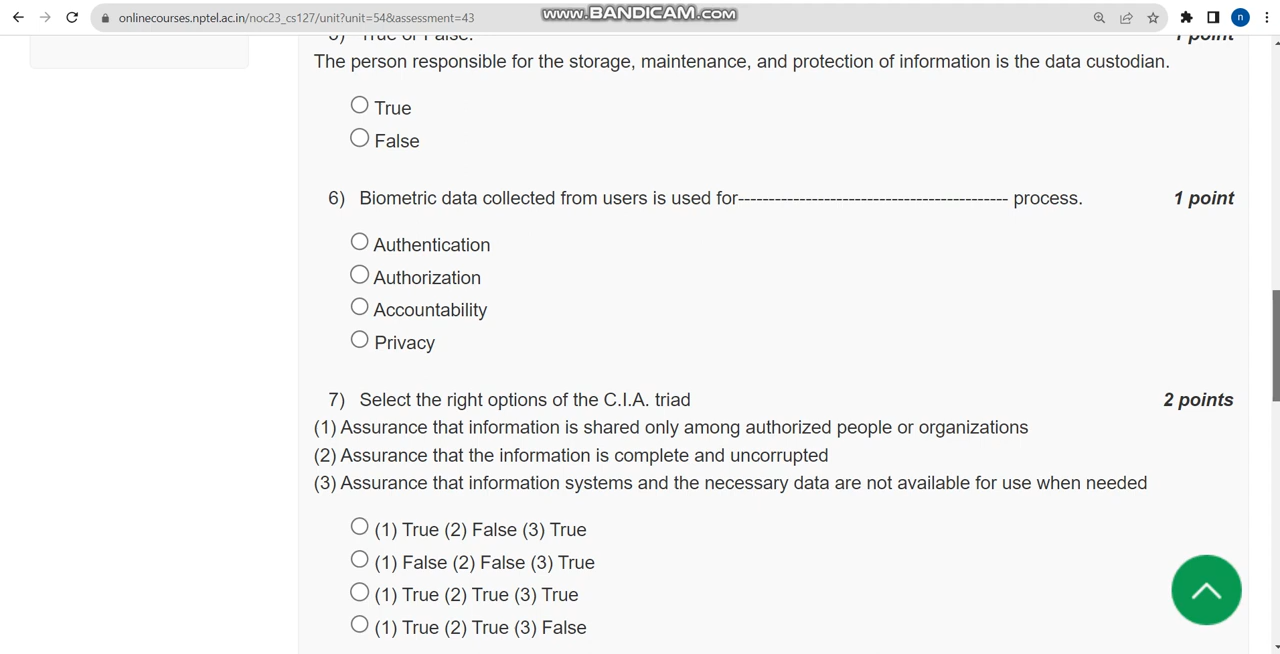 onlinecourses.nptel.ac.in/noc23_cs127/unit?unit=54&assessment=43
www.BANDICAM.com
n
True or False. 1 point
The person responsible for the storage, maintenance, and protection of information is the data custodian.
True
False
6) Biometric data collected from users is used for-------------------------------------------- process. 1 point
Authentication
Authorization
Accountability
Privacy
7) Select the right options of the C.I.A. triad 2 points
(1) Assurance that information is shared only among authorized people or organizations
(2) Assurance that the information is complete and uncorrupted
(3) Assurance that information systems and the necessary data are not available for use when needed
(1) True (2) False (3) True
(1) False (2) False (3) True
(1) True (2) True (3) True
(1) True (2) True (3) False